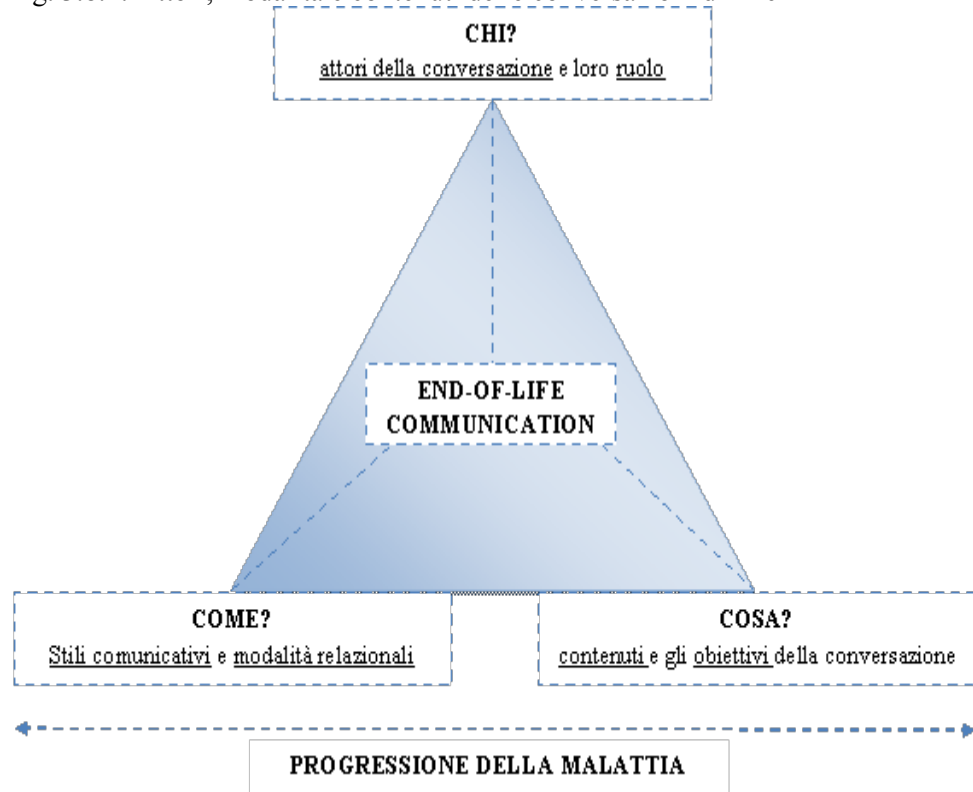 CHI?
attori della conversazione e loro ruolo
END-OF-LIFE
COMMUNICATION
COME?
Stili comunicativi e modalità relazionali
COSA?
contenuti e gli obiettivi della conversazione
PROGRESSIONE DELLA MALATTIA